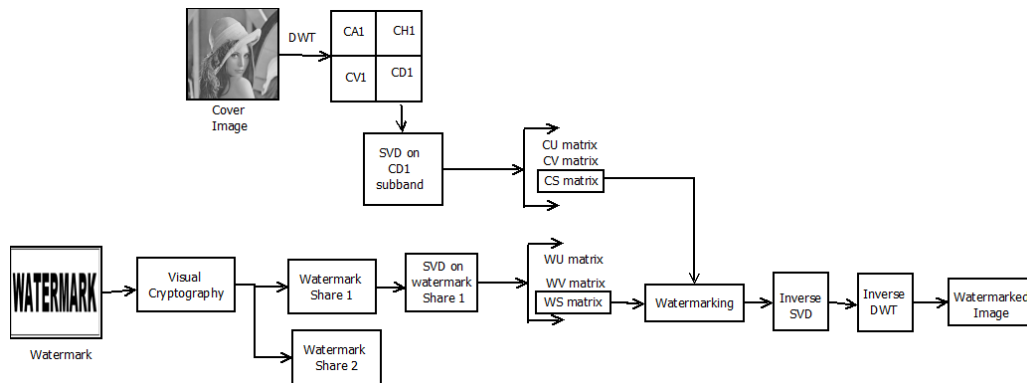 DWT
CA1
CH1
CV1
CD1
Cover
Image
SVD on
CD1
subband
CU matrix
CV matrix
CS matrix
WATERMARK
Watermark
Visual
Cryptography
Watermark
Share 1
Watermark
Share 2
SVD on
watermark
Share 1
WU matrix
WV matrix
WS matrix
Watermarking
Inverse
SVD
Inverse
DWT
Watermarked
Image